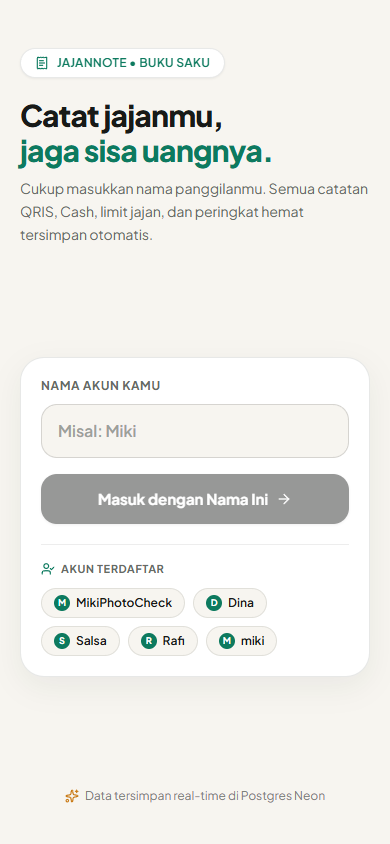 JAJANNOTE • BUKU SAKU
Catat jajanmu,
jaga sisa uangnya.
Cukup masukkan nama panggilanmu. Semua catatan
QRIS, Cash, limit jajan, dan peringkat hemat
tersimpan otomatis.
NAMA AKUN KAMU
Misal: Miki
Masuk dengan Nama Ini →
AKUN TERDAFTAR
M MikiPhotoCheck D Dina
S Salsa R Rafi M miki
Data tersimpan real-time di Postgres Neon